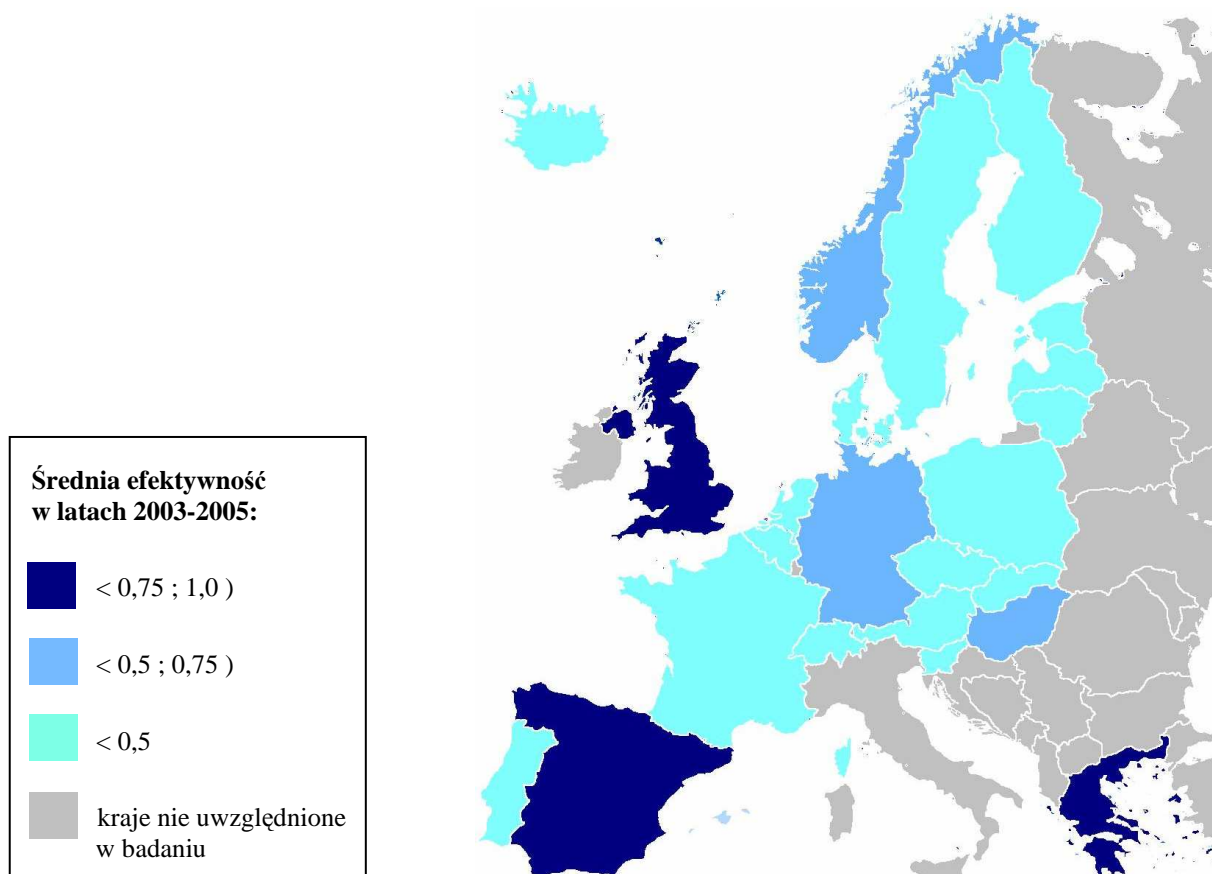 Średnia efektywność
w latach 2003-2005:
< 0,75 ; 1,0 )
< 0,5 ; 0,75 )
< 0,5
kraje nie uwzględnione
w badaniu